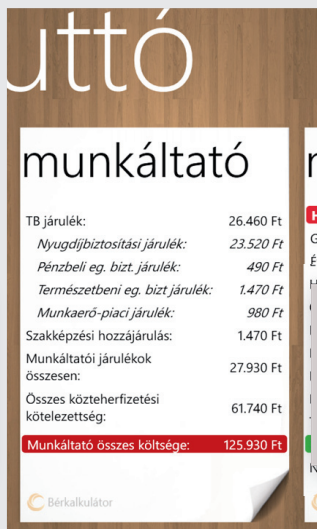 uttó
munkáltató
TB járulék: 26.460 Ft
Nyugdíjbiztosítási járulék: 23.520 Ft
Pénzbeli eg. bizt. járulék: 490 Ft
Természetbeni eg. bizt járulék: 1.470 Ft
Munkaerő-piaci járulék: 980 Ft
Szakképzési hozzájárulás: 1.470 Ft
Munkáltatói járulékok
összesen: 27.930 Ft
Összes közteherfizetési
kötelezettség: 61.740 Ft
Munkáltató összes költsége: 125.930 Ft
Bérkalkulátor